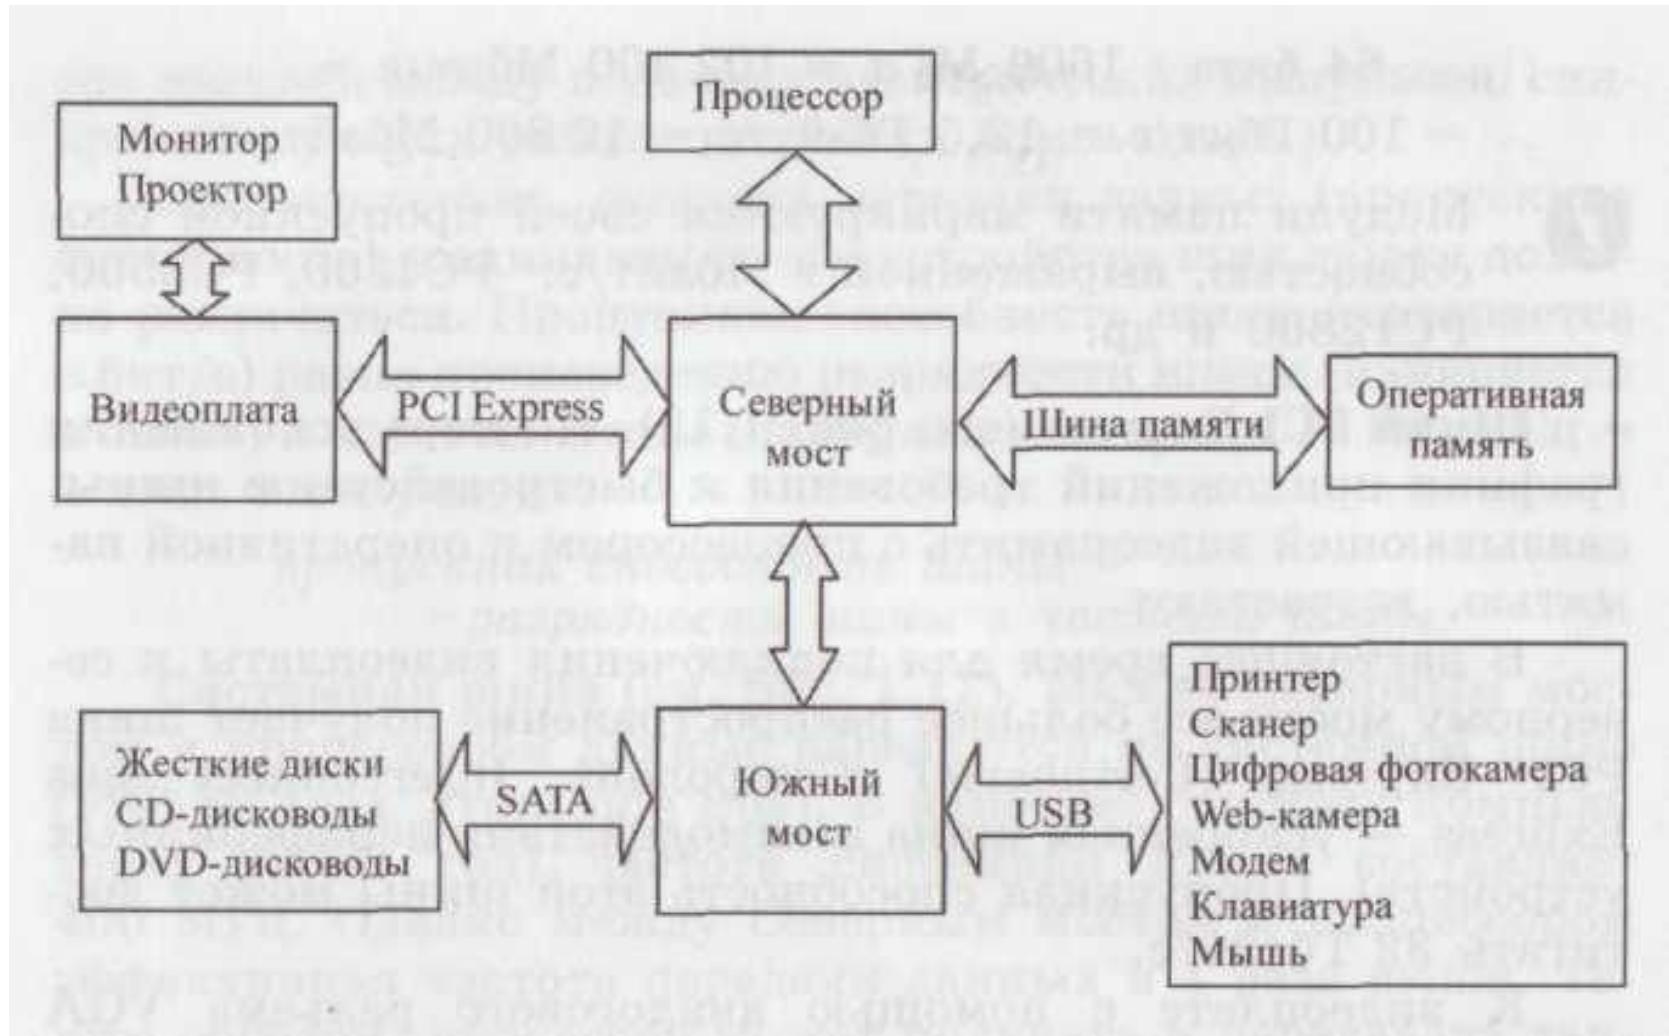 Процессор
Монитор
Проектор
Видеоплата
PCI Express
Северный
мост
Шина памяти
Оперативная
память
Жесткие диски
CD-дисководы
DVD-дисководы
SATA
Южный
мост
USB
Принтер
Сканер
Цифровая фотокамера
Web-камера
Модем
Клавиатура
Мышь